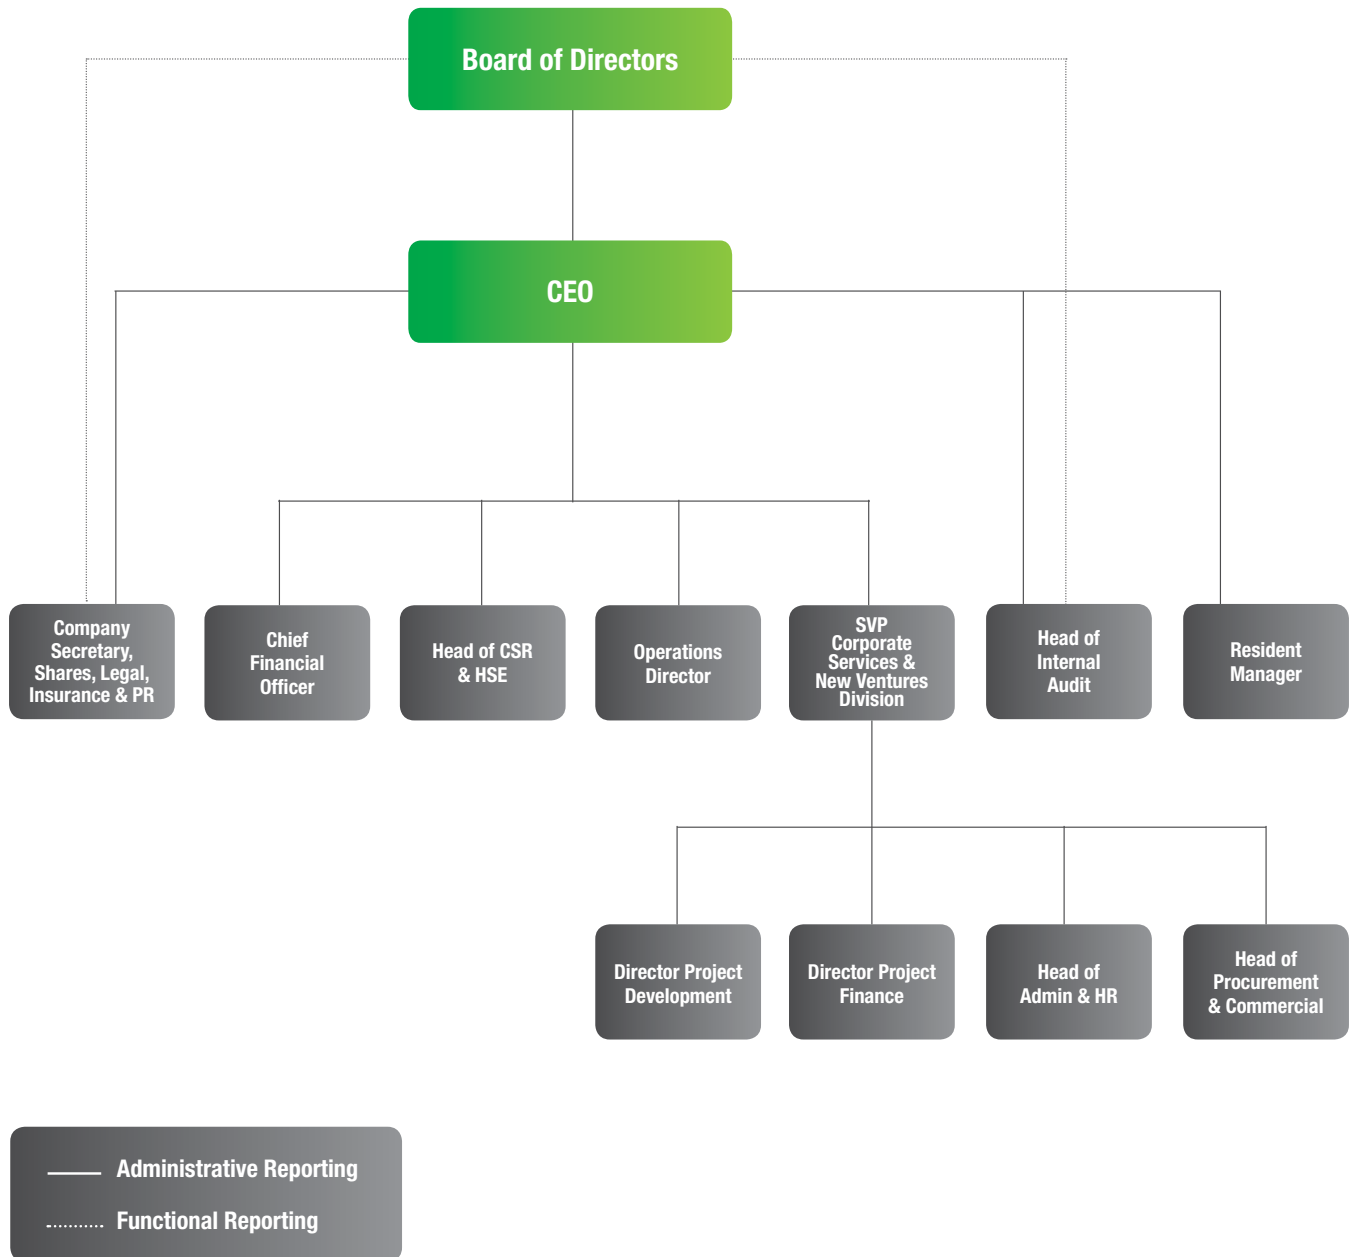 Board of Directors
CEO
Company
Secretary,
Shares, Legal,
Insurance & PR
Chief
Financial
Officer
Head of CSR
& HSE
Operations
Director
SVP
Corporate
Services &
New Ventures
Division
Head of
Internal
Audit
Resident
Manager
Director Project
Development
Director Project
Finance
Head of
Admin & HR
Head of
Procurement
& Commercial
Administrative Reporting
Functional Reporting